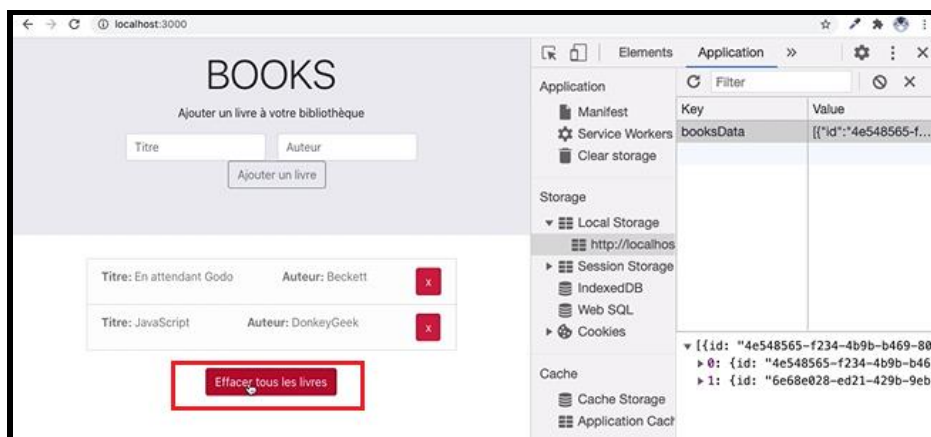 localhost:3000
BOOKS
Ajouter un livre à votre bibliothèque
Titre
Auteur
Ajouter un livre
Titre: En attendant Godo Auteur: Beckett x
Titre: JavaScript Auteur: DonkeyGeek x
Effacer tous les livres
Elements Application »
Application
Manifest
Service Workers
Clear storage
Storage
Local Storage
http://localhos
Session Storage
IndexedDB
Web SQL
Cookies
Cache
Cache Storage
Application Cach
Filter
Key Value
booksData [{"id":"4e548565-f...
[{id: "4e548565-f234-4b9b-b469-80
0: {id: "4e548565-f234-4b9b-b46
1: {id: "6e68e028-ed21-429b-9eb